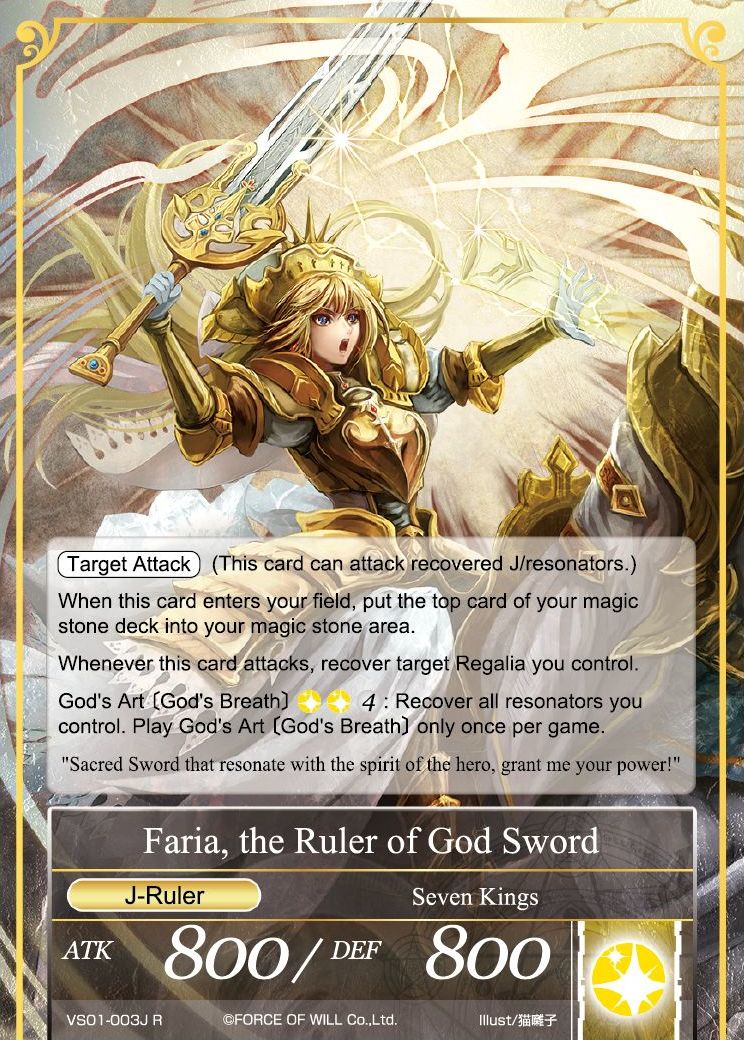 Target Attack (This card can attack recovered J/resonators.)
When this card enters your field, put the top card of your magic
stone deck into your magic stone area.
Whenever this card attacks, recover target Regalia you control.
God's Art 〔God's Breath〕 4 : Recover all resonators you
control. Play God's Art 〔God's Breath〕 only once per game.
"Sacred Sword that resonate with the spirit of the hero, grant me your power!"
Faria, the Ruler of God Sword
J-Ruler Seven Kings
ATK 800 / DEF 800
VS01-003J R ©FORCE OF WILL Co.,Ltd. Illust/猫囃子